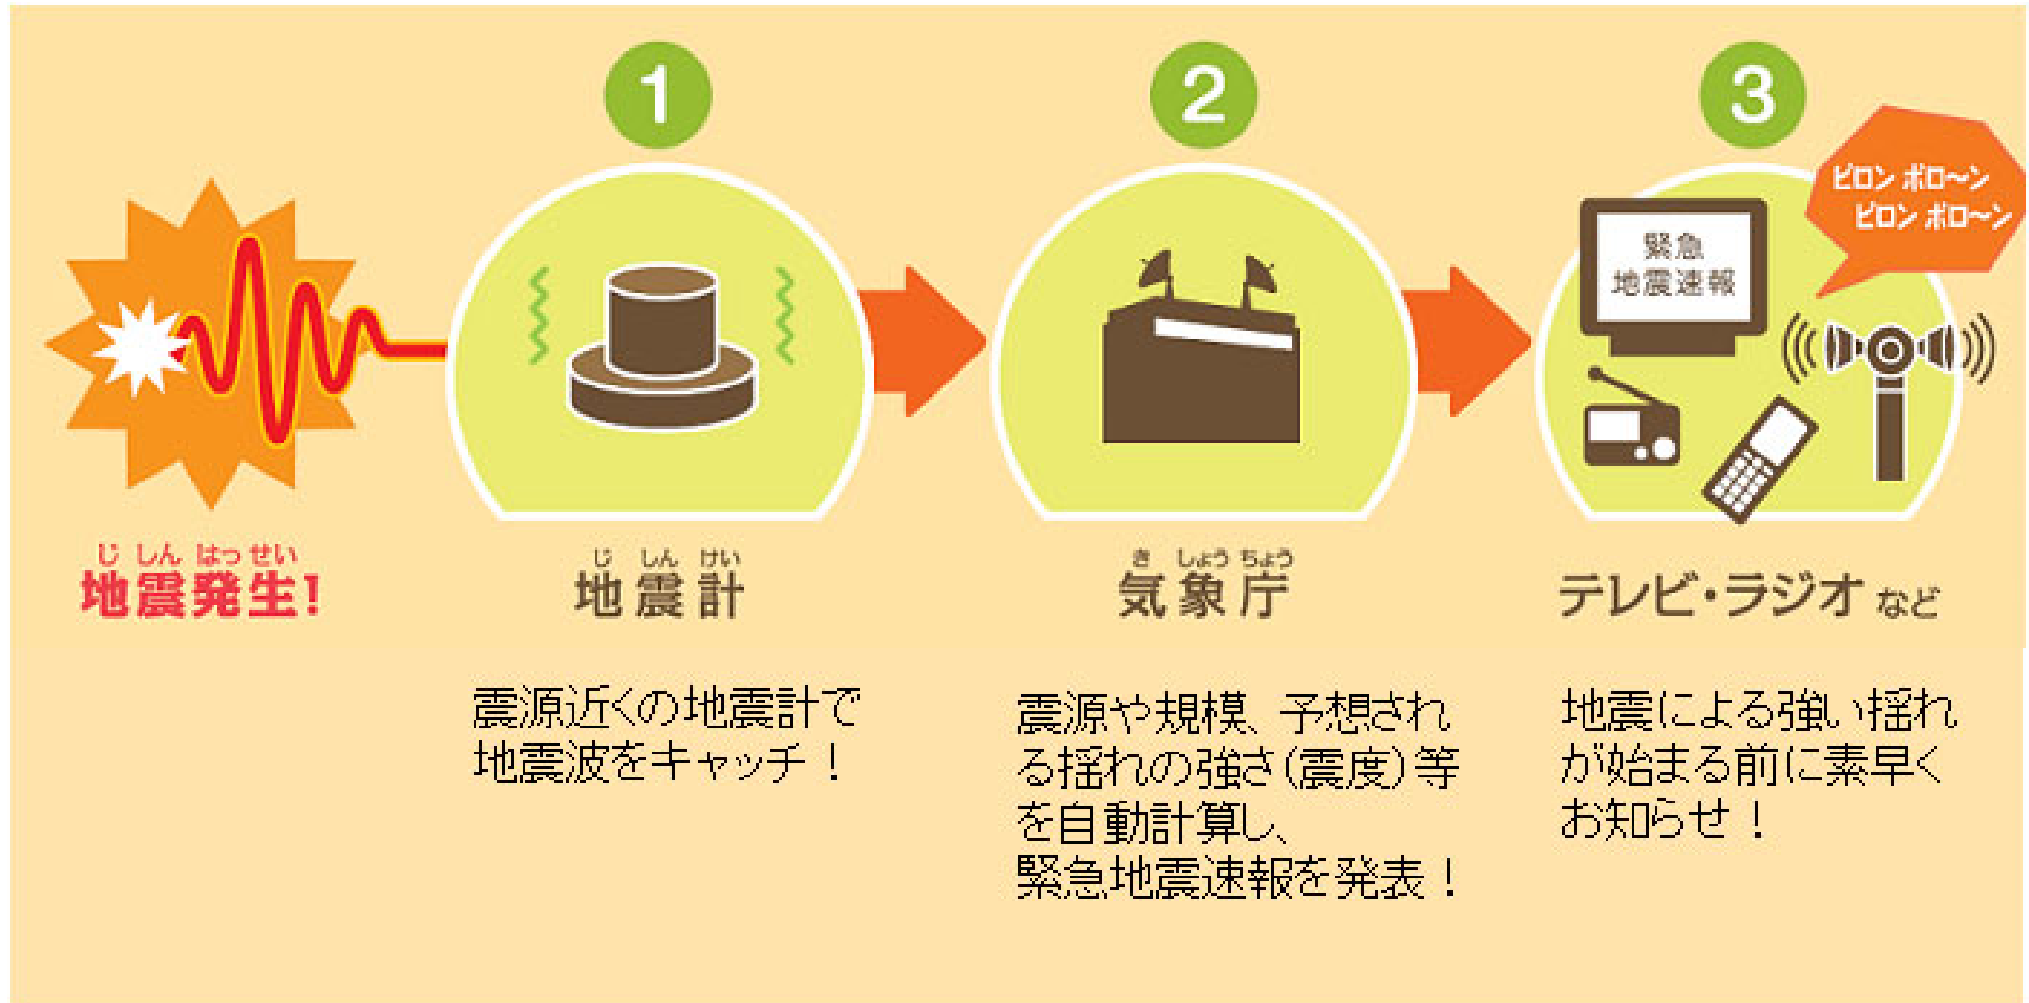 1
2
3
ピロン ポロ〜ン
ピロン ポロ〜ン
緊急
地震速報
じ しん はっ せい
地震発生!
じ しん けい
地震計
き しょう ちょう
気象庁
テレビ・ラジオ など
震源近くの地震計で
地震波をキャッチ！
震源や規模、予想され
る揺れの強さ(震度)等
を自動計算し、
緊急地震速報を発表！
地震による強い揺れ
が始まる前に素早く
お知らせ！